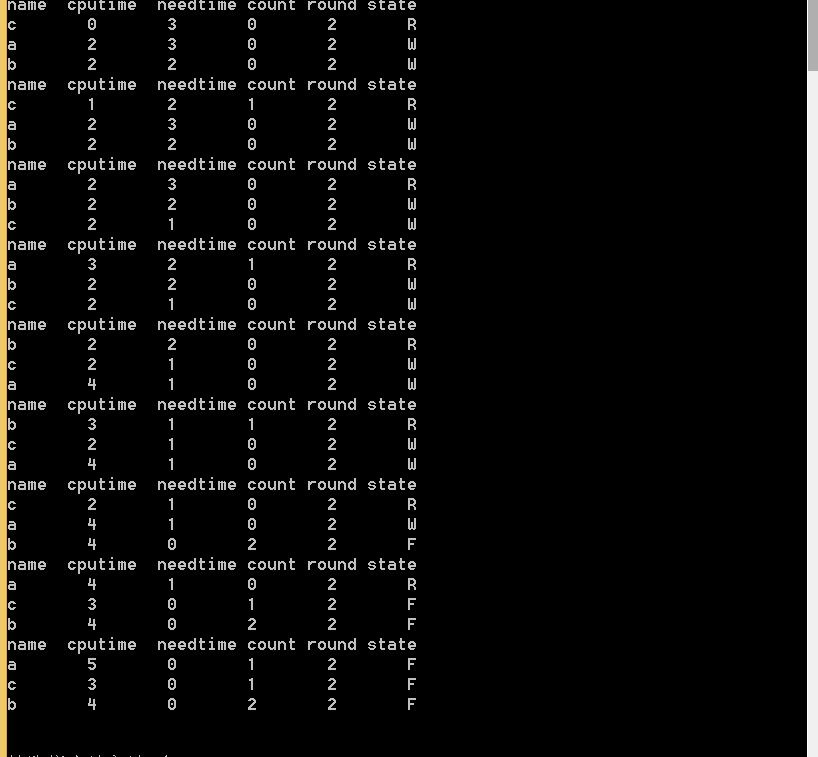 name cputime needtime count round state
c 0 3 0 2 R
a 2 3 0 2 W
b 2 2 0 2 W
name cputime needtime count round state
c 1 2 1 2 R
a 2 3 0 2 W
b 2 2 0 2 W
name cputime needtime count round state
a 2 3 0 2 R
b 2 2 0 2 W
c 2 1 0 2 W
name cputime needtime count round state
a 3 2 1 2 R
b 2 2 0 2 W
c 2 1 0 2 W
name cputime needtime count round state
b 2 2 0 2 R
c 2 1 0 2 W
a 4 1 0 2 W
name cputime needtime count round state
b 3 1 1 2 R
c 2 1 0 2 W
a 4 1 0 2 W
name cputime needtime count round state
c 2 1 0 2 R
a 4 1 0 2 W
b 4 0 2 2 F
name cputime needtime count round state
a 4 1 0 2 R
c 3 0 1 2 F
b 4 0 2 2 F
name cputime needtime count round state
a 5 0 1 2 F
c 3 0 1 2 F
b 4 0 2 2 F